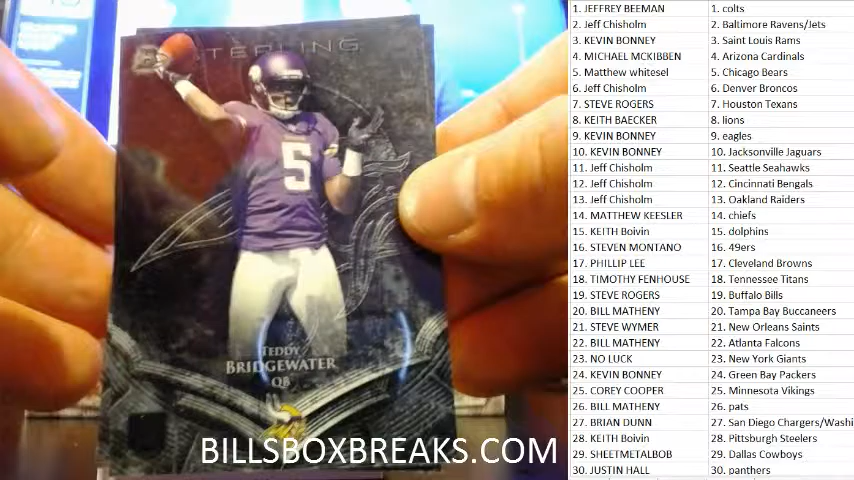 STERLING
5
TEDDY
BRIDGEWATER
QB
BILLSBOXBREAKS.COM
1. JEFFREY BEEMAN 1. colts
2. Jeff Chisholm 2. Baltimore Ravens/Jets
3. KEVIN BONNEY 3. Saint Louis Rams
4. MICHAEL MCKIBBEN 4. Arizona Cardinals
5. Matthew whitesel 5. Chicago Bears
6. Jeff Chisholm 6. Denver Broncos
7. STEVE ROGERS 7. Houston Texans
8. KEITH BAECKER 8. lions
9. KEVIN BONNEY 9. eagles
10. KEVIN BONNEY 10. Jacksonville Jaguars
11. Jeff Chisholm 11. Seattle Seahawks
12. Jeff Chisholm 12. Cincinnati Bengals
13. Jeff Chisholm 13. Oakland Raiders
14. MATTHEW KEESLER 14. chiefs
15. KEITH Boivin 15. dolphins
16. STEVEN MONTANO 16. 49ers
17. PHILLIP LEE 17. Cleveland Browns
18. TIMOTHY FENHOUSE 18. Tennessee Titans
19. STEVE ROGERS 19. Buffalo Bills
20. BILL MATHENY 20. Tampa Bay Buccaneers
21. STEVE WYMER 21. New Orleans Saints
22. BILL MATHENY 22. Atlanta Falcons
23. NO LUCK 23. New York Giants
24. KEVIN BONNEY 24. Green Bay Packers
25. COREY COOPER 25. Minnesota Vikings
26. BILL MATHENY 26. pats
27. BRIAN DUNN 27. San Diego Chargers/Washi
28. KEITH Boivin 28. Pittsburgh Steelers
29. SHEETMETALBOB 29. Dallas Cowboys
30. JUSTIN HALL 30. panthers